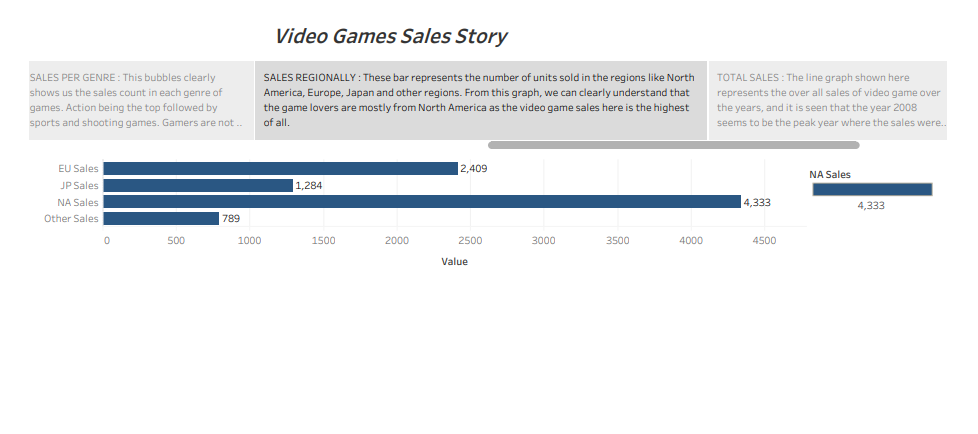 Video Games Sales Story
SALES PER GENRE : This bubbles clearly
shows us the sales count in each genre of
games. Action being the top followed by
sports and shooting games. Gamers are not ..
SALES REGIONALLY : These bar represents the number of units sold in the regions like North
America, Europe, Japan and other regions. From this graph, we can clearly understand that
the game lovers are mostly from North America as the video game sales here is the highest
of all.
TOTAL SALES : The line graph shown here
represents the over all sales of video game over
the years, and it is seen that the year 2008
seems to be the peak year where the sales were..
EU Sales 2,409
JP Sales 1,284
NA Sales 4,333
Other Sales 789
0 500 1000 1500 2000 2500 3000 3500 4000 4500
Value
NA Sales
4,333